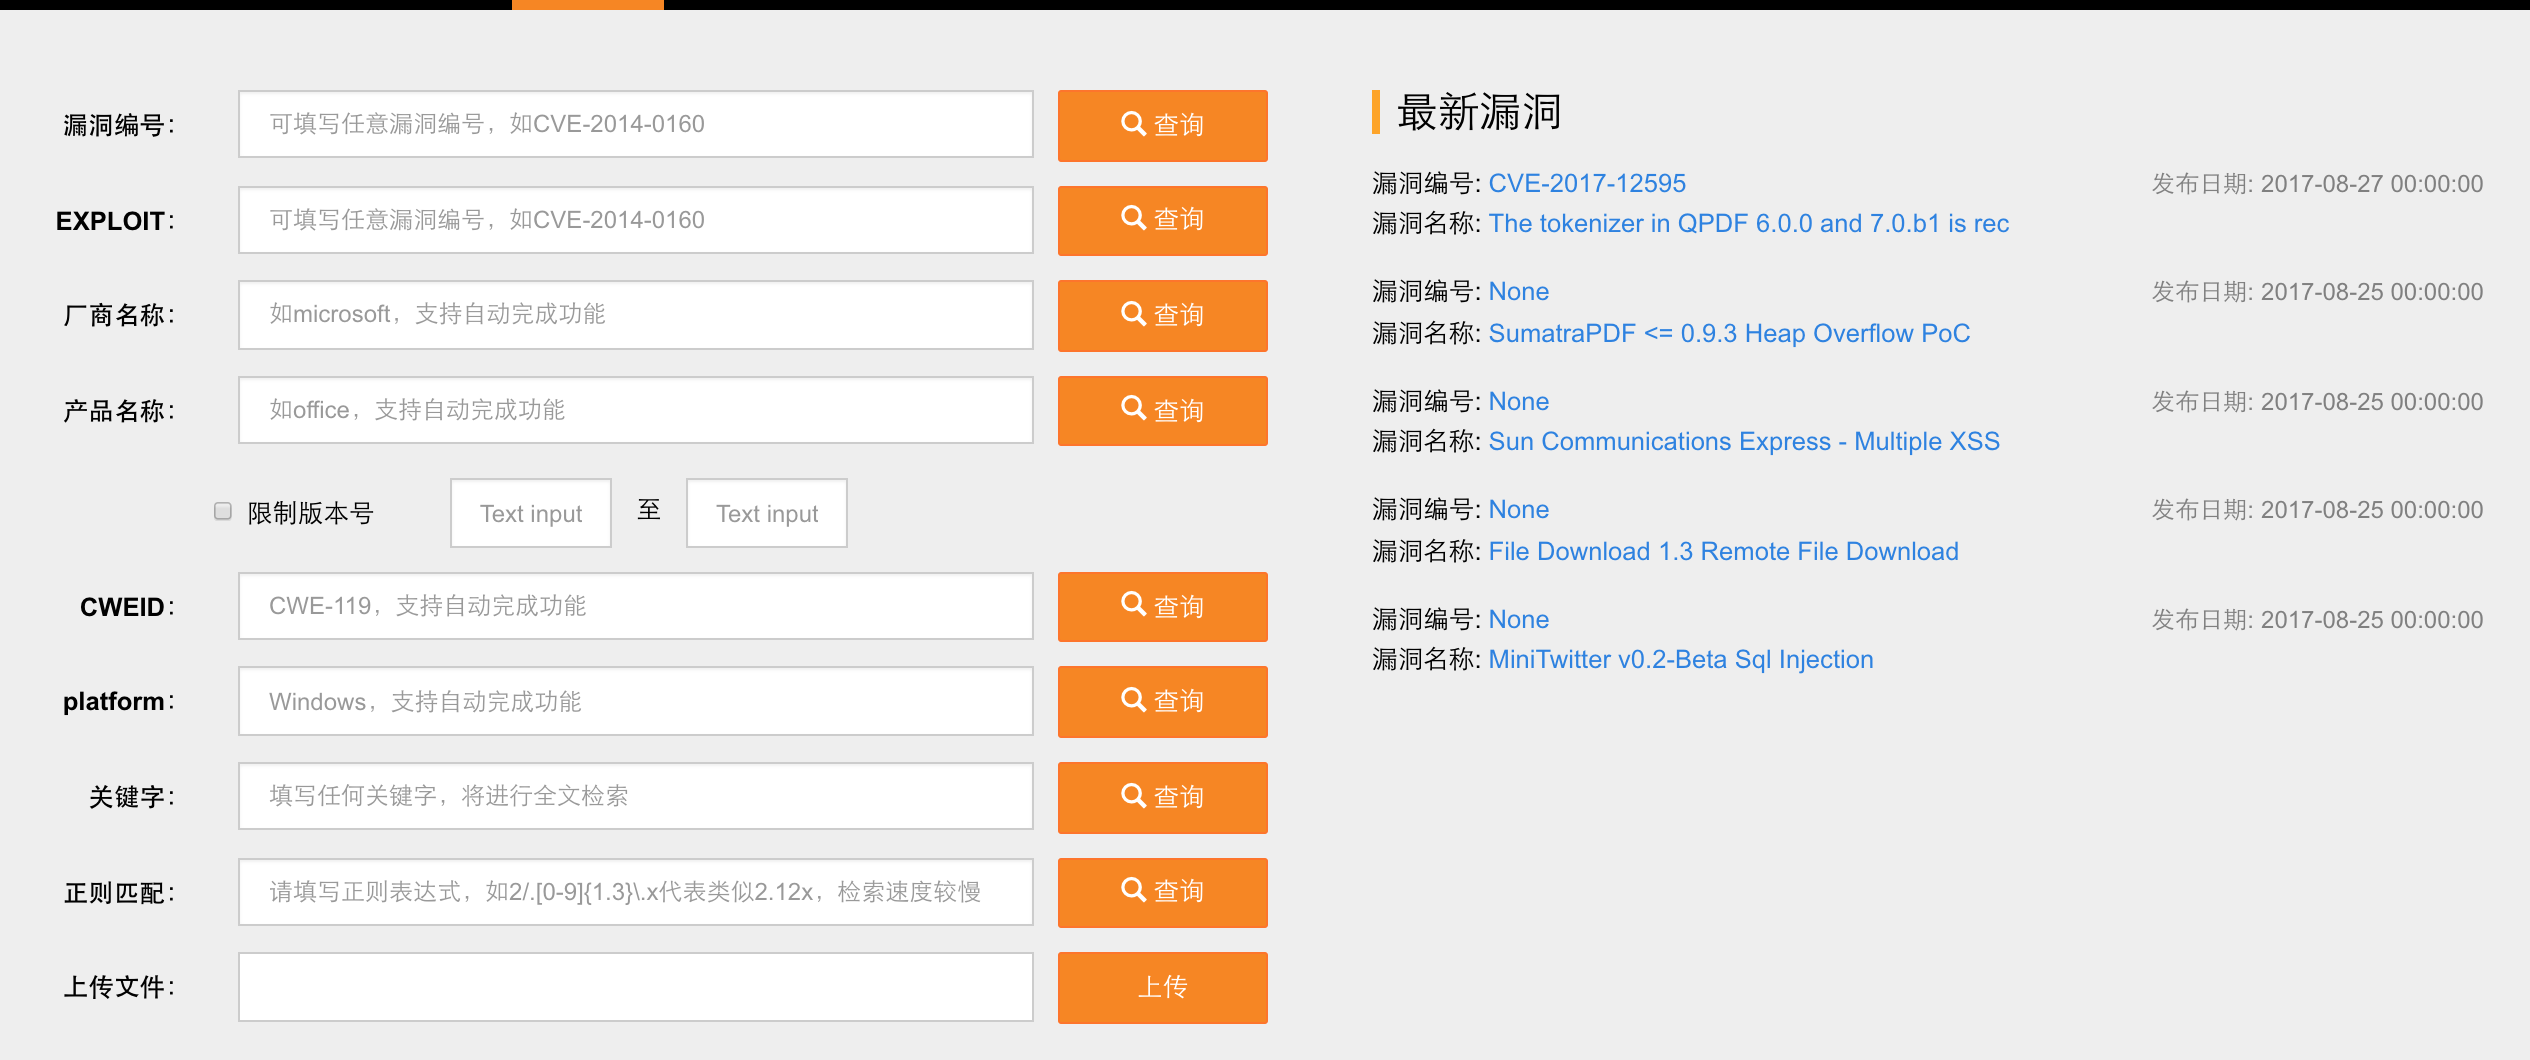 漏洞编号：
可填写任意漏洞编号，如CVE-2014-0160
查询
EXPLOIT：
可填写任意漏洞编号，如CVE-2014-0160
查询
厂商名称：
如microsoft，支持自动完成功能
查询
产品名称：
如office，支持自动完成功能
查询
限制版本号 Text input 至 Text input
CWEID：
CWE-119，支持自动完成功能
查询
platform：
Windows，支持自动完成功能
查询
关键字：
填写任何关键字，将进行全文检索
查询
正则匹配：
请填写正则表达式，如2/.[0-9]{1.3}\.x代表类似2.12x，检索速度较慢
查询
上传文件：
上传
最新漏洞
漏洞编号: CVE-2017-12595 发布日期: 2017-08-27 00:00:00
漏洞名称: The tokenizer in QPDF 6.0.0 and 7.0.b1 is rec
漏洞编号: None 发布日期: 2017-08-25 00:00:00
漏洞名称: SumatraPDF <= 0.9.3 Heap Overflow PoC
漏洞编号: None 发布日期: 2017-08-25 00:00:00
漏洞名称: Sun Communications Express - Multiple XSS
漏洞编号: None 发布日期: 2017-08-25 00:00:00
漏洞名称: File Download 1.3 Remote File Download
漏洞编号: None 发布日期: 2017-08-25 00:00:00
漏洞名称: MiniTwitter v0.2-Beta Sql Injection